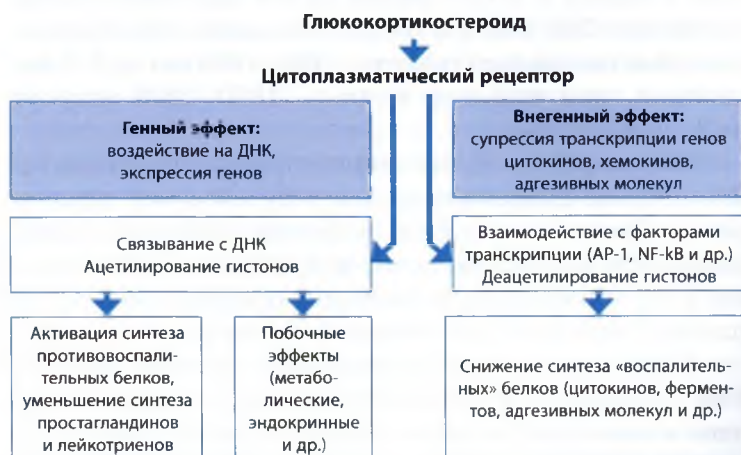 Глюкокортикостероид
Цитоплазматический рецептор
Генный эффект:
воздействие на ДНК,
экспрессия генов
Внегенный эффект:
супрессия транскрипции генов
цитокинов, хемокинов,
адгезивных молекул
Связывание с ДНК
Ацетилирование гистонов
Взаимодействие с факторами
транскрипции (AP-1, NF-kB и др.)
Деацетилирование гистонов
Активация синтеза
противовоспали-
тельных белков,
уменьшение синтеза
простагландинов
и лейкотриенов
Побочные
эффекты
(метабо-
лические,
эндокринные
и др.)
Снижение синтеза «воспалитель-
ных» белков (цитокинов, фермен-
тов, адгезивных молекул и др.)